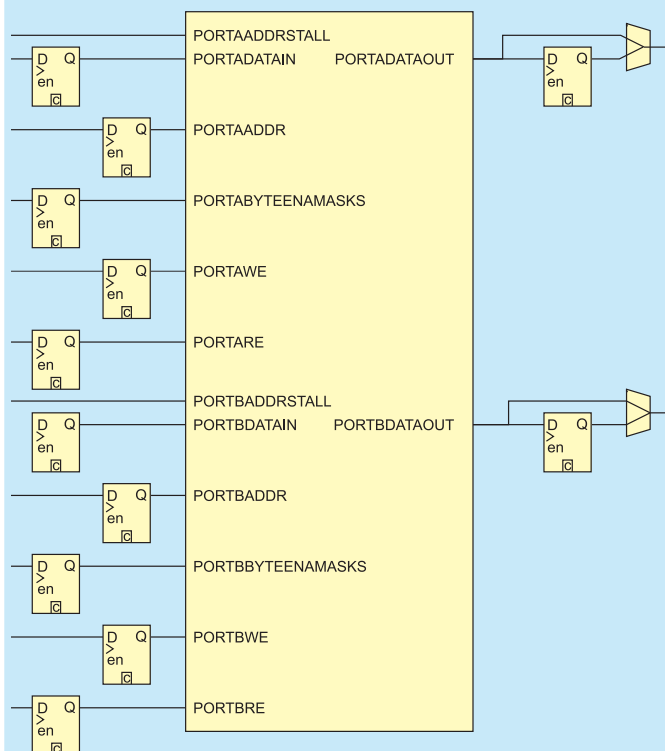 PORTAADDRSTALL
D Q PORTADATAIN PORTADATAOUT D Q
en en
C C
D Q PORTAADDR
en
C
D Q PORTABYTEENAMASKS
en
C
D Q PORTAWE
en
C
D Q PORTARE
en
C
PORTBADDRSTALL
D Q PORTBDATAIN PORTBDATAOUT D Q
en en
C C
D Q PORTBADDR
en
C
D Q PORTBBYTEENAMASKS
en
C
D Q PORTBWE
en
C
D Q PORTBRE
en
C